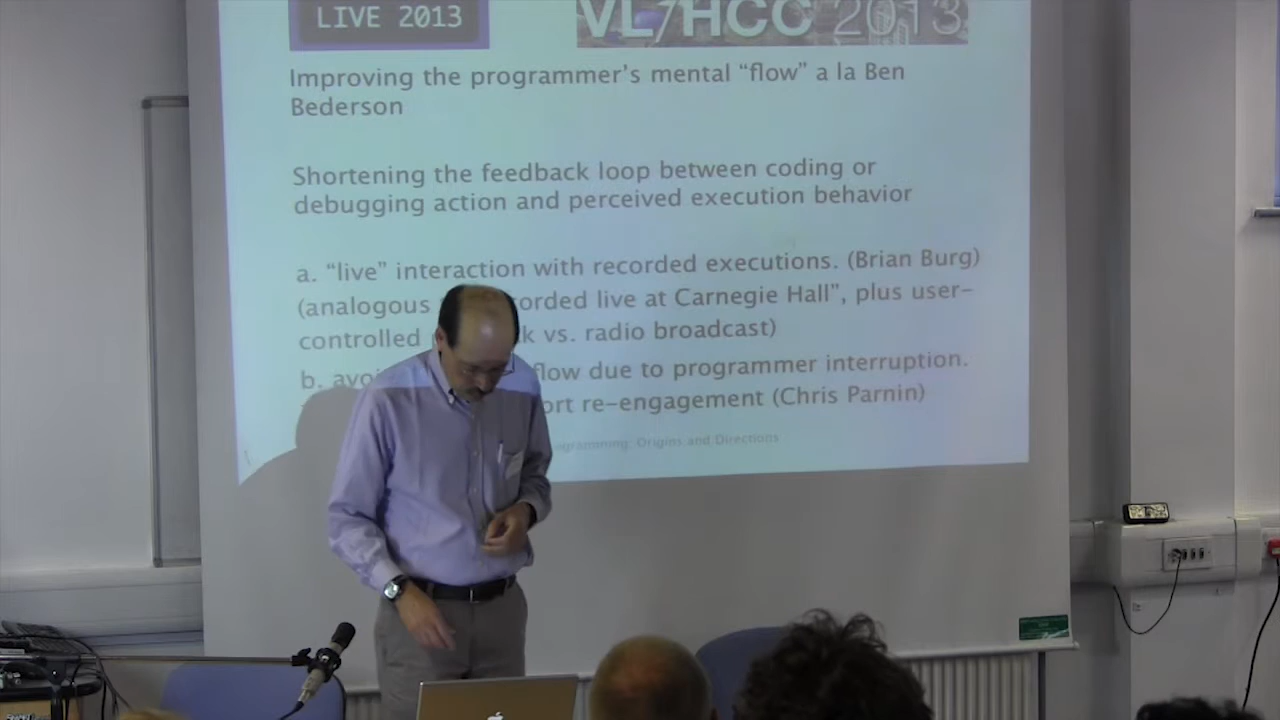 LIVE 2013
VL/HCC 2013
Improving the programmer's mental “flow” a la Ben
Bederson
Shortening the feedback loop between coding or
debugging action and perceived execution behavior
a. “live” interaction with recorded executions. (Brian Burg)
(analogous corded live at Carnegie Hall”, plus user-
controlled k vs. radio broadcast)
b. avoi flow due to programmer interruption.
ort re-engagement (Chris Parnin)
ogramming: Origins and Directions